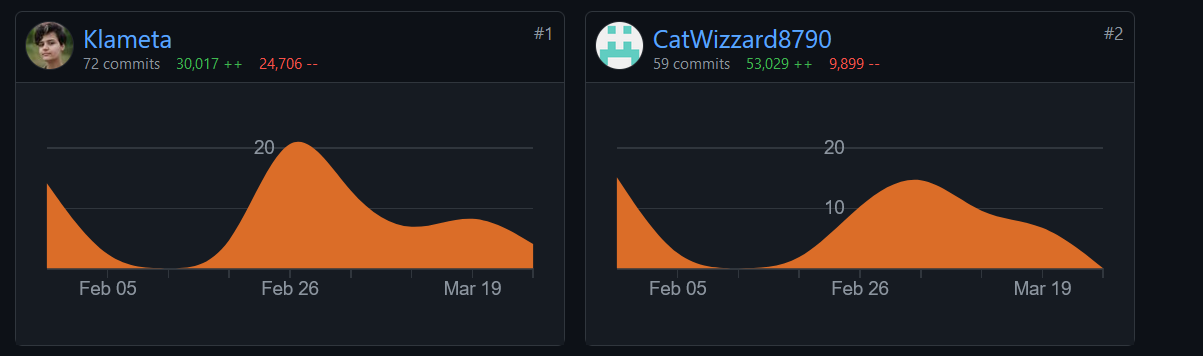 Klameta #1
72 commits 30,017 ++ 24,706 --
20
Feb 05 Feb 26 Mar 19
CatWizzard8790 #2
59 commits 53,029 ++ 9,899 --
20
10
Feb 05 Feb 26 Mar 19